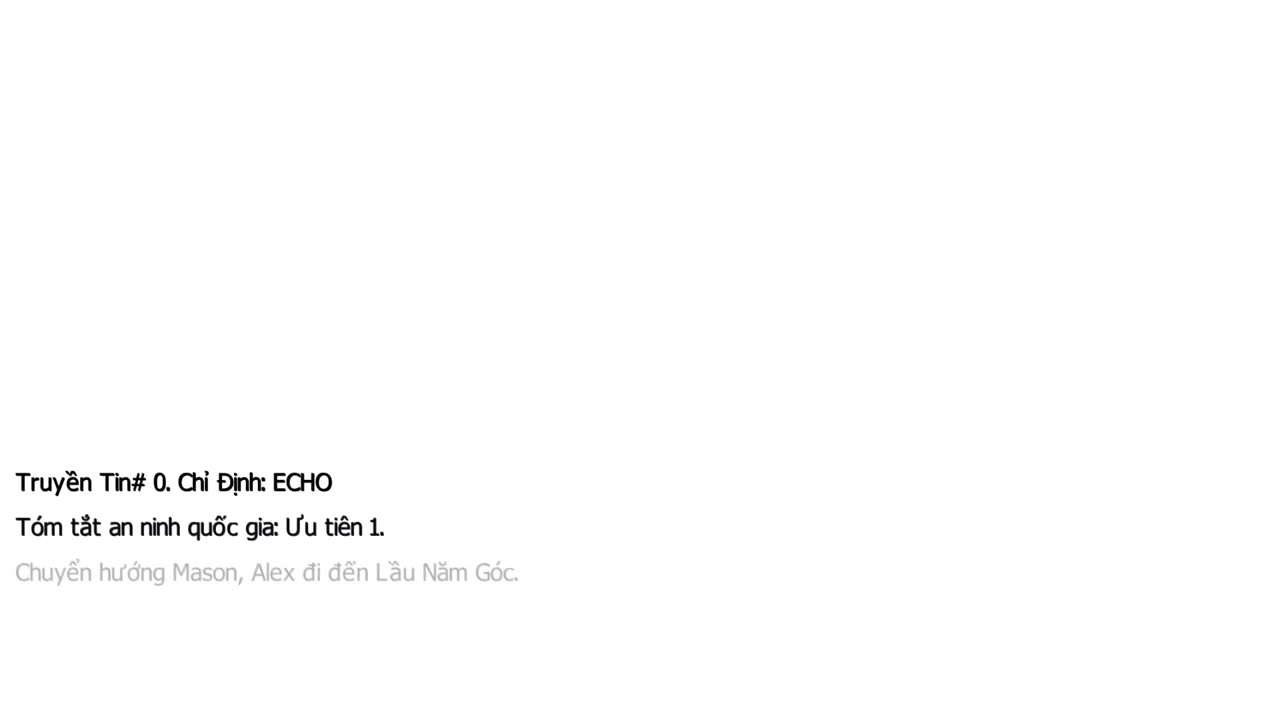 Truyền Tin# 0. Chỉ Định: ECHO
Tóm tắt an ninh quốc gia: Ưu tiên 1.
Chuyển hướng Mason, Alex đi đến Lầu Năm Góc.